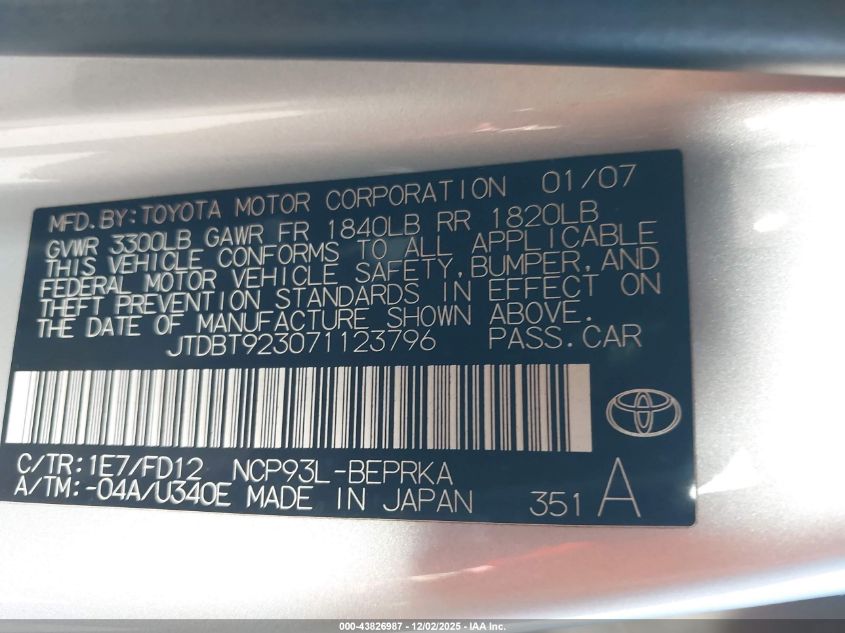 MFD.BY:TOYOTA MOTOR CORPORATION 01/07
GVWR 3300LB GAWR FR 1840LB RR 1820LB
THIS VEHICLE CONFORMS TO ALL APPLICABLE
FEDERAL MOTOR VEHICLE SAFETY,BUMPER,AND
THEFT PREVENTION STANDARDS IN EFFECT ON
THE DATE OF MANUFACTURE SHOWN ABOVE.
JTDBT923071123796 PASS.CAR
C/TR:1E7/FD12 NCP93L-BEPRKA
A/TM:-04A/U340E MADE IN JAPAN 351 A
000-43826987 - 12/02/2025 - IAA Inc.